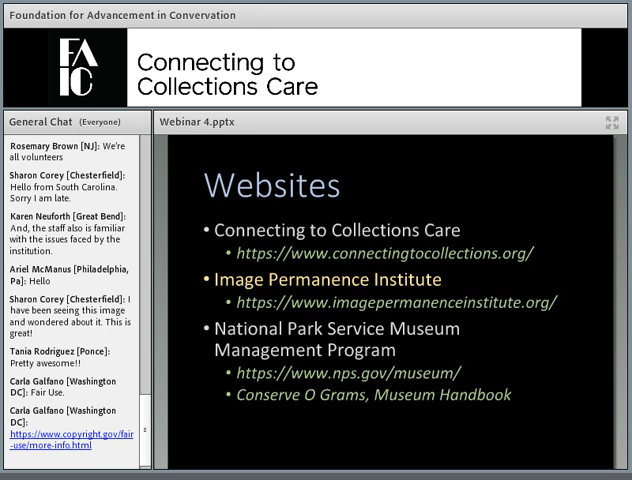 Foundation for Advancement in Convervation
FA
IC
Connecting to
Collections Care
General Chat (Everyone)
Rosemary Brown [NJ]: We're
all volunteers
Sharon Corey [Chesterfield]:
Hello from South Carolina.
Sorry I am late.
Karen Neuforth [Great Bend]:
And, the staff also is familiar
with the issues faced by the
institution.
Ariel McManus [Philadelphia,
Pa]: Hello
Sharon Corey [Chesterfield]: I
have been seeing this image
and wondered about it. This is
great!
Tania Rodriguez [Ponce]:
Pretty awesome!!
Carla Galfano [Washington
DC]: Fair Use.
Carla Galfano [Washington
DC]:
https://www.copyright.gov/fair
-use/more-info.html
Webinar 4.pptx
Websites
• Connecting to Collections Care
• https://www.connectingtocollections.org/
• Image Permanence Institute
• https://www.imagepermanenceinstitute.org/
• National Park Service Museum
Management Program
• https://www.nps.gov/museum/
• Conserve O Grams, Museum Handbook